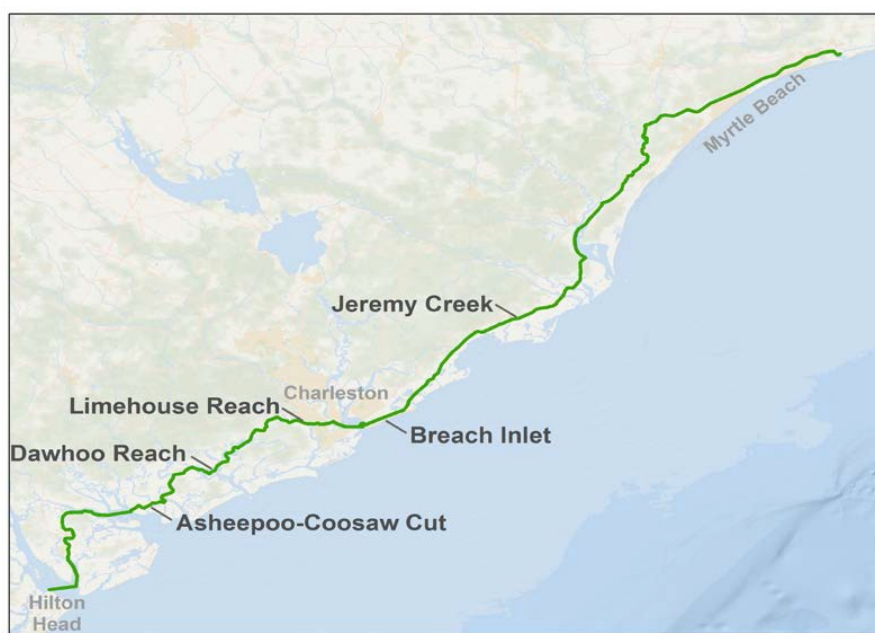 Myrtle Beach
Jeremy Creek
Charleston
Limehouse Reach
Breach Inlet
Dawhoo Reach
Asheepoo-Coosaw Cut
Hilton
Head